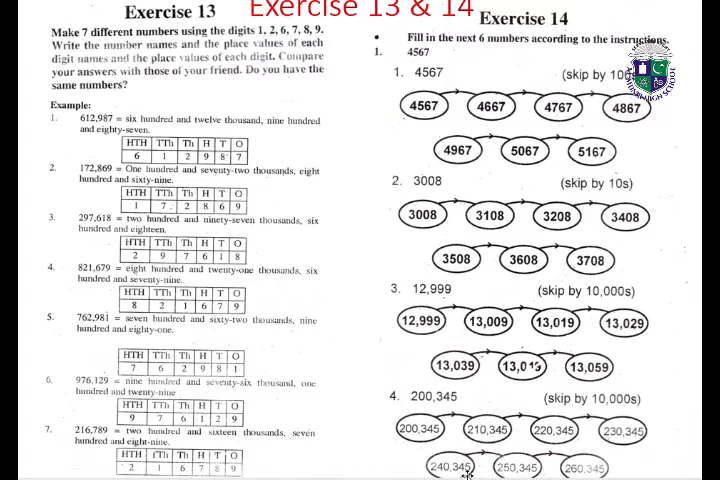 Exercise 13 & 14
Exercise 13
Make 7 different numbers using the digits 1, 2, 6, 7, 8, 9.
Write the number names and the place values of each
digit names and the place values of each digit. Compare
your answers with those of your friend. Do you have the
same numbers?
Example:
1. 612,987 = six hundred and twelve thousand, nine hundred
and eighty-seven.
HTH TTh Th H T O
6 1 2 9 8 7
2. 172,869 = One hundred and seventy-two thousands, eight
hundred and sixty-nine.
HTH TTh Th H T O
1 7 2 8 6 9
3. 297,618 = two hundred and ninety-seven thousands, six
hundred and eighteen.
HTH TTh Th H T O
2 9 7 6 1 8
4. 821,679 = eight hundred and twenty-one thousands, six
hundred and seventy-nine.
HTH TTh Th H T O
8 2 1 6 7 9
5. 762,981 = seven hundred and sixty-two thousands, nine
hundred and eighty-one.
HTH TTh Th H T O
7 6 2 9 8 1
6. 976,129 = nine hundred and seventy-six thousand, one
hundred and twenty-nine
HTH TTh Th H T O
9 7 6 1 2 9
7. 216,789 = two hundred and sixteen thousands, seven
hundred and eight-nine.
HTH TTh Th H T O
2 1 6 7 8 9
Exercise 14
• Fill in the next 6 numbers according to the instructions.
1. 4567
1. 4567 (skip by 100s
4567 4667 4767 4867
4967 5067 5167
2. 3008 (skip by 10s)
3008 3108 3208 3408
3508 3608 3708
3. 12,999 (skip by 10,000s)
12,999 13,009 13,019 13,029
13,039 13,059
4. 200,345 (skip by 10,000s)
200,345 210,345 220,345 230,345
240,345 250,345 260,345